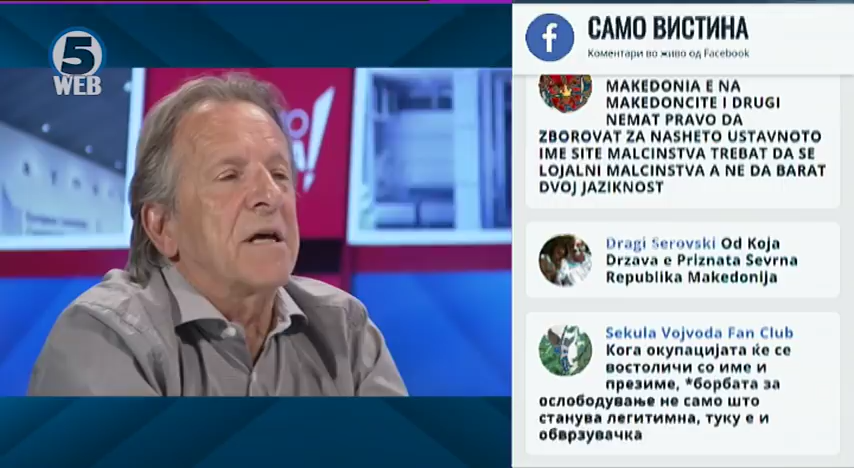 5
WEB
САМО ВИСТИНА
Коментари во живо од Facebook
MAKEDONIA E NA
MAKEDONCITE I DRUGI
NEMAT PRAVO DA
ZBOROVAT ZA NASHETO USTAVNOTO
IME SITE MALCINSTVA TREBAT DA SE
LOJALNI MALCINSTVA A NE DA BARAT
DVOJ JAZIKNOST
Dragi Serovski Od Koja
Drzava e Priznata Sevrna
Republika Makedonija
Sekula Vojvoda Fan Club
Кога окупацијата ќе се
востоличи со име и
презиме, *борбата за
ослободување не само што
станува легитимна, туку е и
обврзувачка